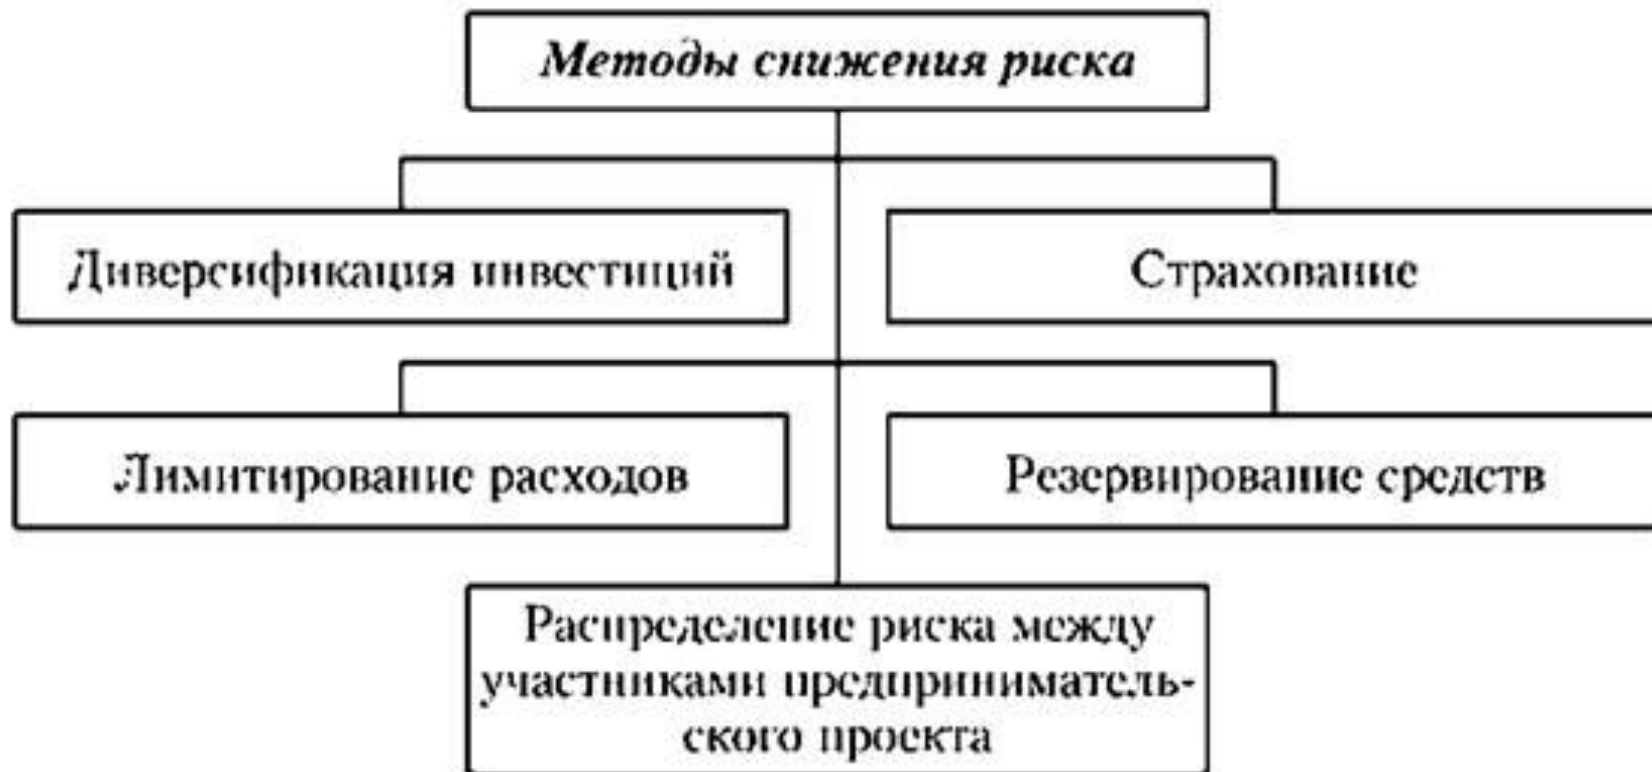 Методы снижения риска
Диверсификация инвестиций
Страхование
Лимитирование расходов
Резервирование средств
Распределение риска между
участниками предприниматель-
ского проекта